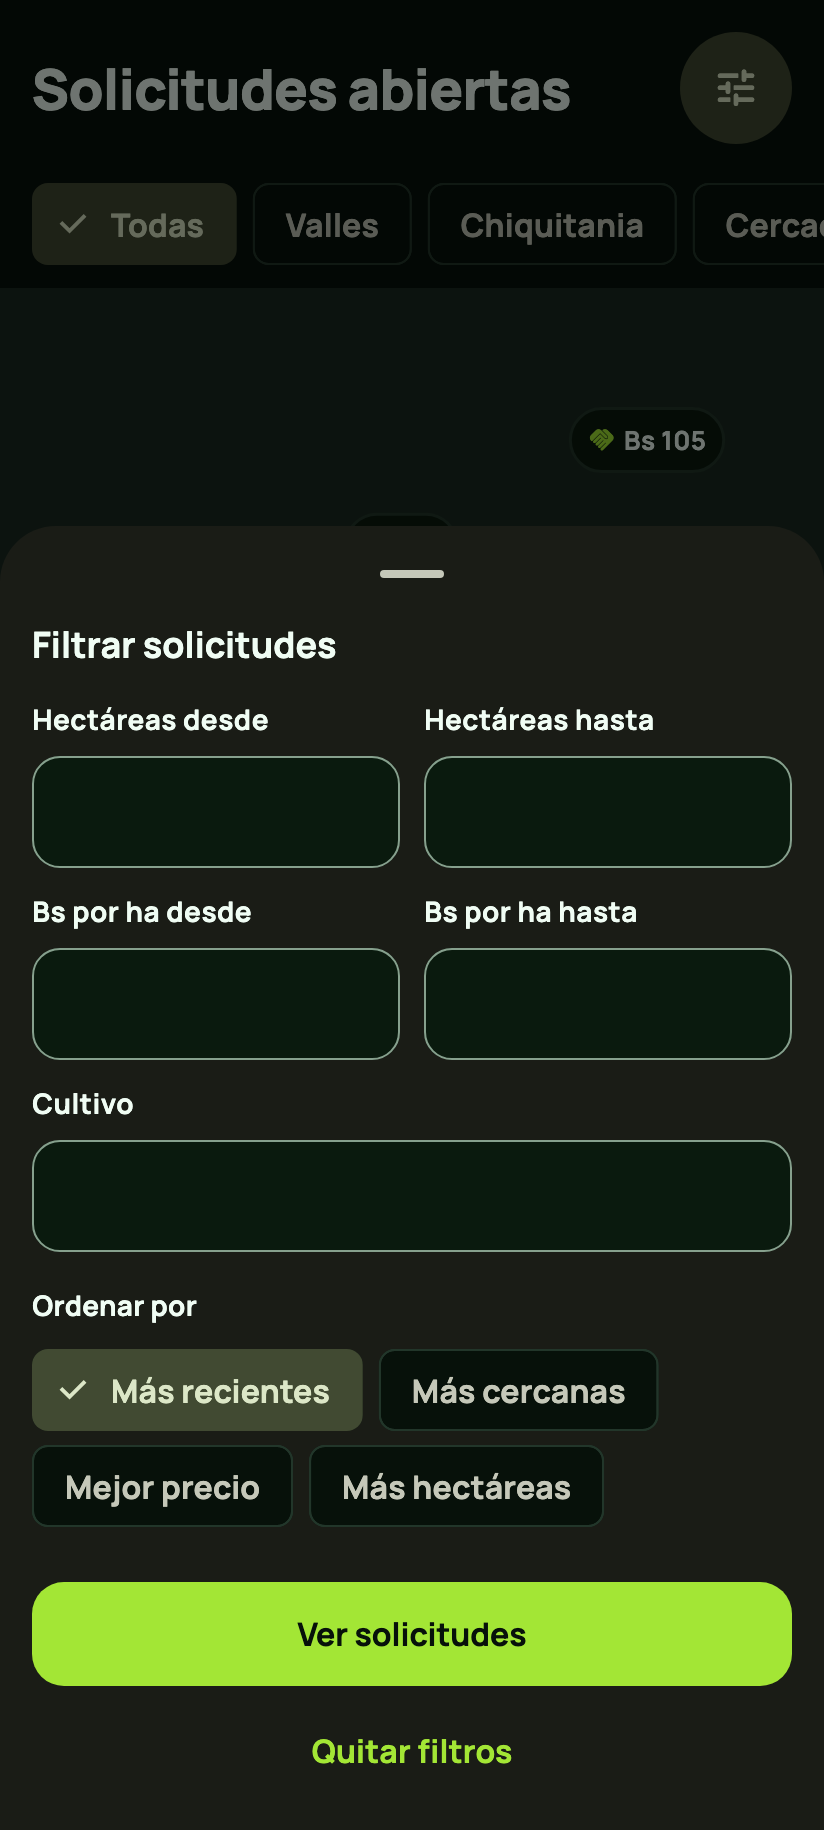 Solicitudes abiertas
Todas
Valles
Chiquitania
Bs 105
Filtrar solicitudes
Hectáreas desde
Hectáreas hasta
Bs por ha desde
Bs por ha hasta
Cultivo
Ordenar por
Más recientes
Más cercanas
Mejor precio
Más hectáreas
Ver solicitudes
Quitar filtros